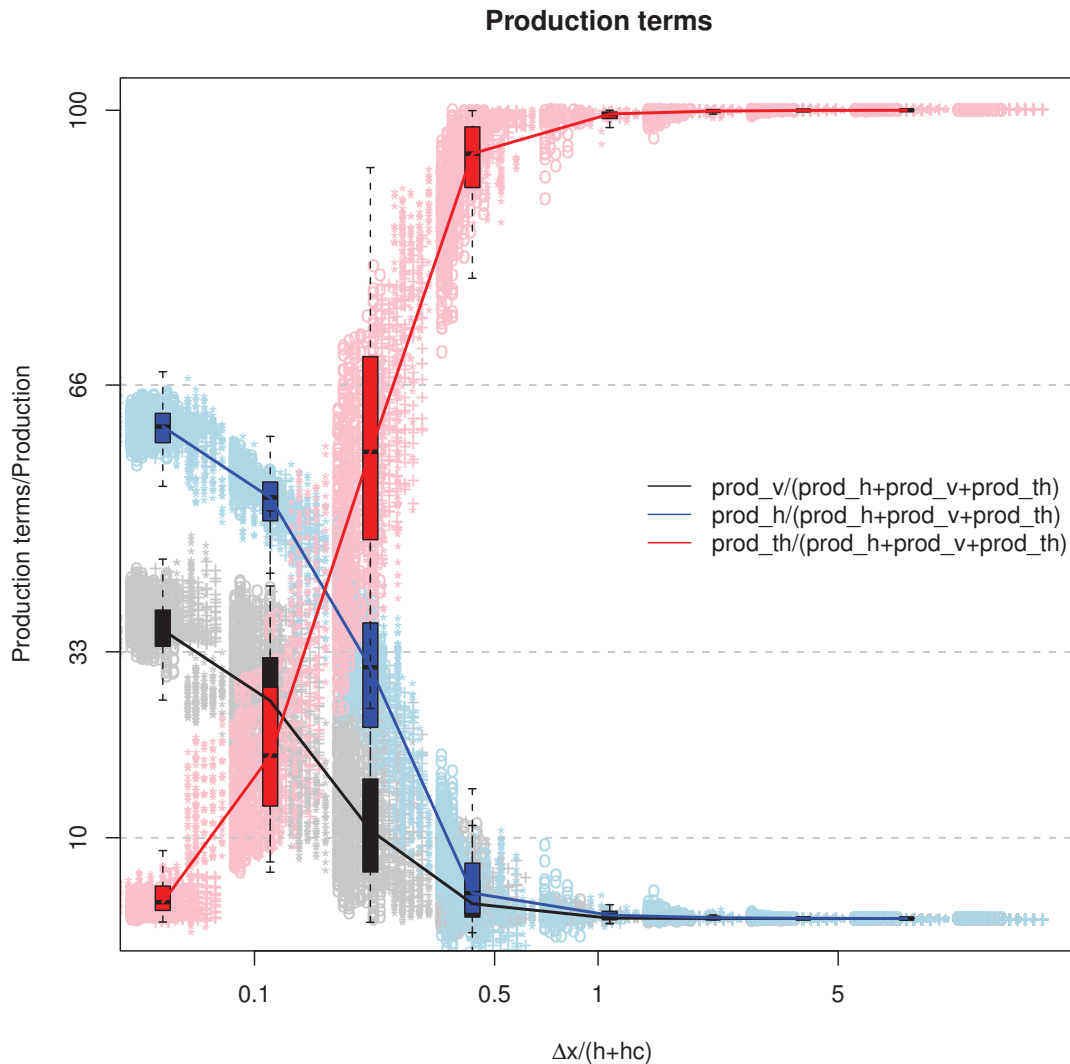 Production terms
100
66
33
10
Production terms/Production
prod_v/(prod_h+prod_v+prod_th)
prod_h/(prod_h+prod_v+prod_th)
prod_th/(prod_h+prod_v+prod_th)
0.1
0.5
1
5
Δx/(h+hc)